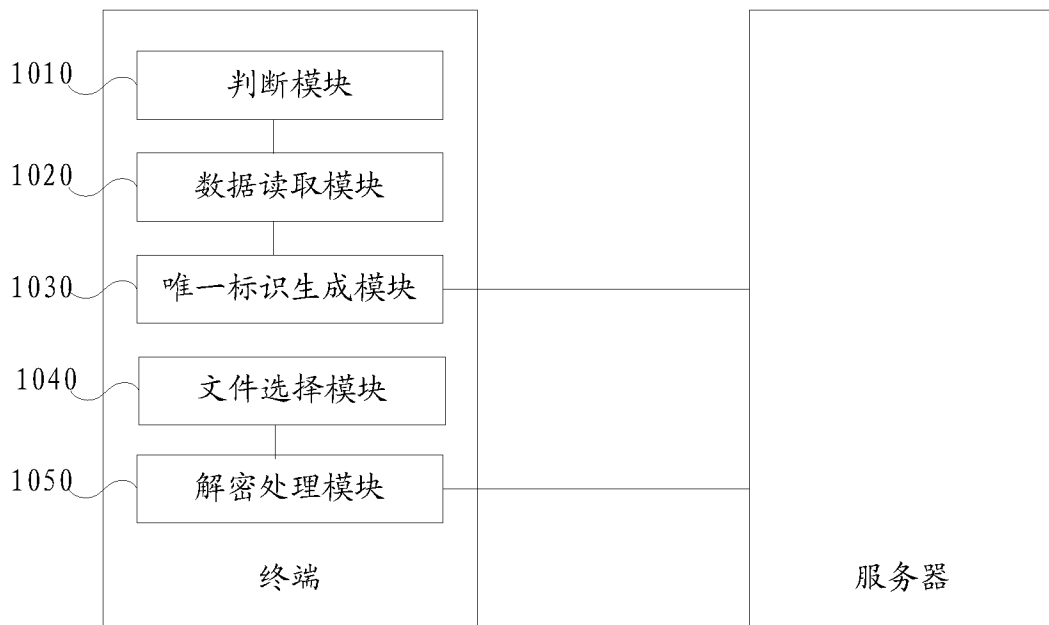 1010 判断模块
1020 数据读取模块
1030 唯一标识生成模块
1040 文件选择模块
1050 解密处理模块
终端
服务器